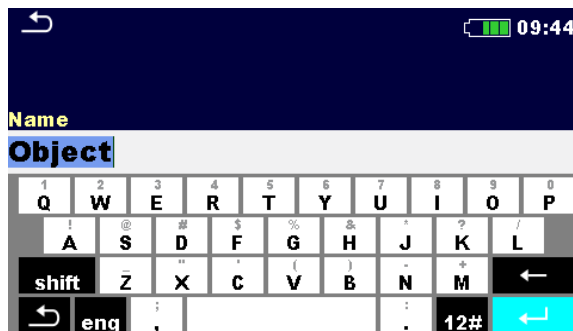 09:44
Name
Object
1 2 3 4 5 6 7 8 9 0
Q W E R T Y U I O P
! @ # $ % & * ? /
A S D F G H J K L
_ " ' ( ) - +
shift Z X C V B N M ←
; :
eng , . 12#